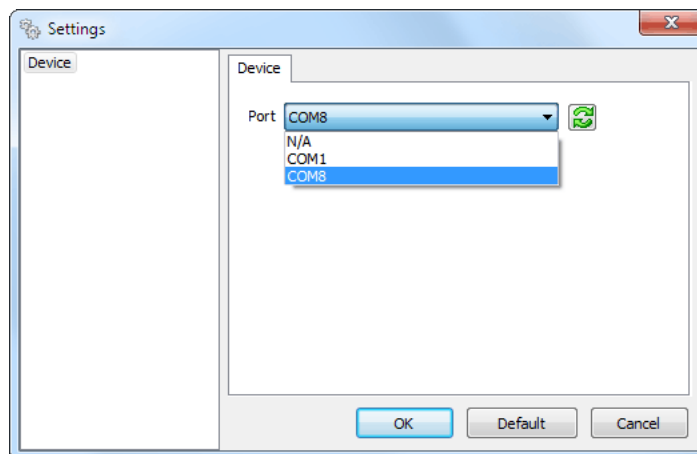 Settings
Device
Device
Port COM8
N/A
COM1
COM8
OK Default Cancel